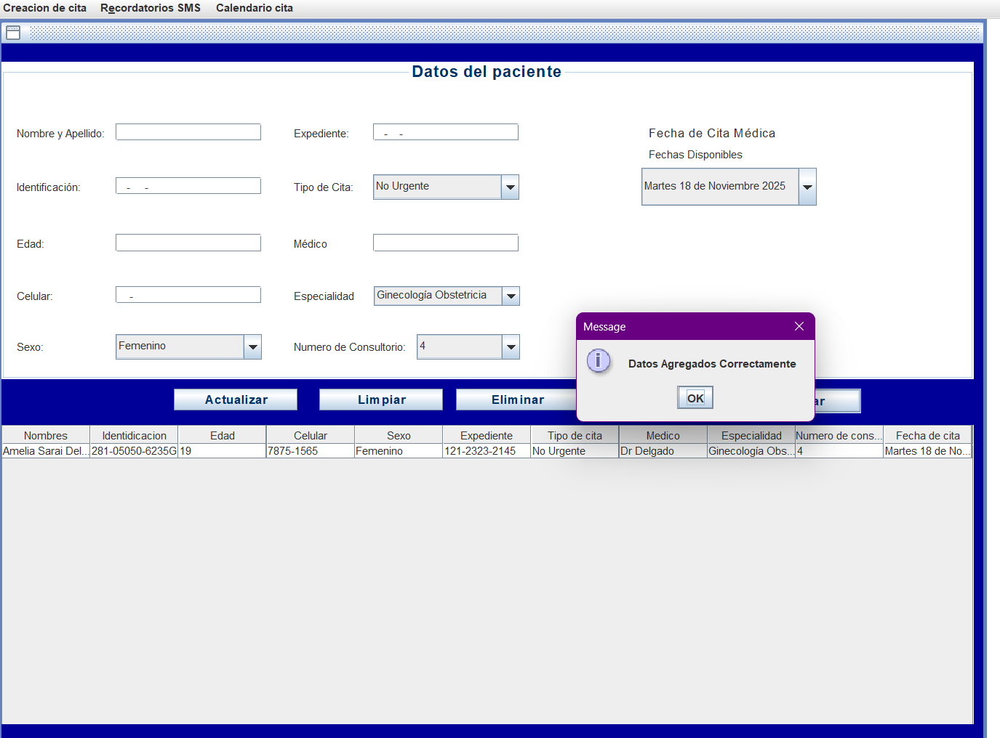 Creacion de cita Recordatorios SMS Calendario cita
Datos del paciente
Nombre y Apellido: Expediente: - - Fecha de Cita Médica
Fechas Disponibles
Identificación: - - Tipo de Cita: No Urgente Martes 18 de Noviembre 2025
Edad: Médico
Celular: - Especialidad Ginecología Obstetricia
Message
Sexo: Femenino Numero de Consultorio: 4
i Datos Agregados Correctamente
OK
Actualizar Limpiar Eliminar ar
Nombres Identidicacion Edad Celular Sexo Expediente Tipo de cita Medico Especialidad Numero de cons... Fecha de cita
Amelia Sarai Del... 281-05050-6235G 19 7875-1565 Femenino 121-2323-2145 No Urgente Dr Delgado Ginecología Obs... 4 Martes 18 de No...